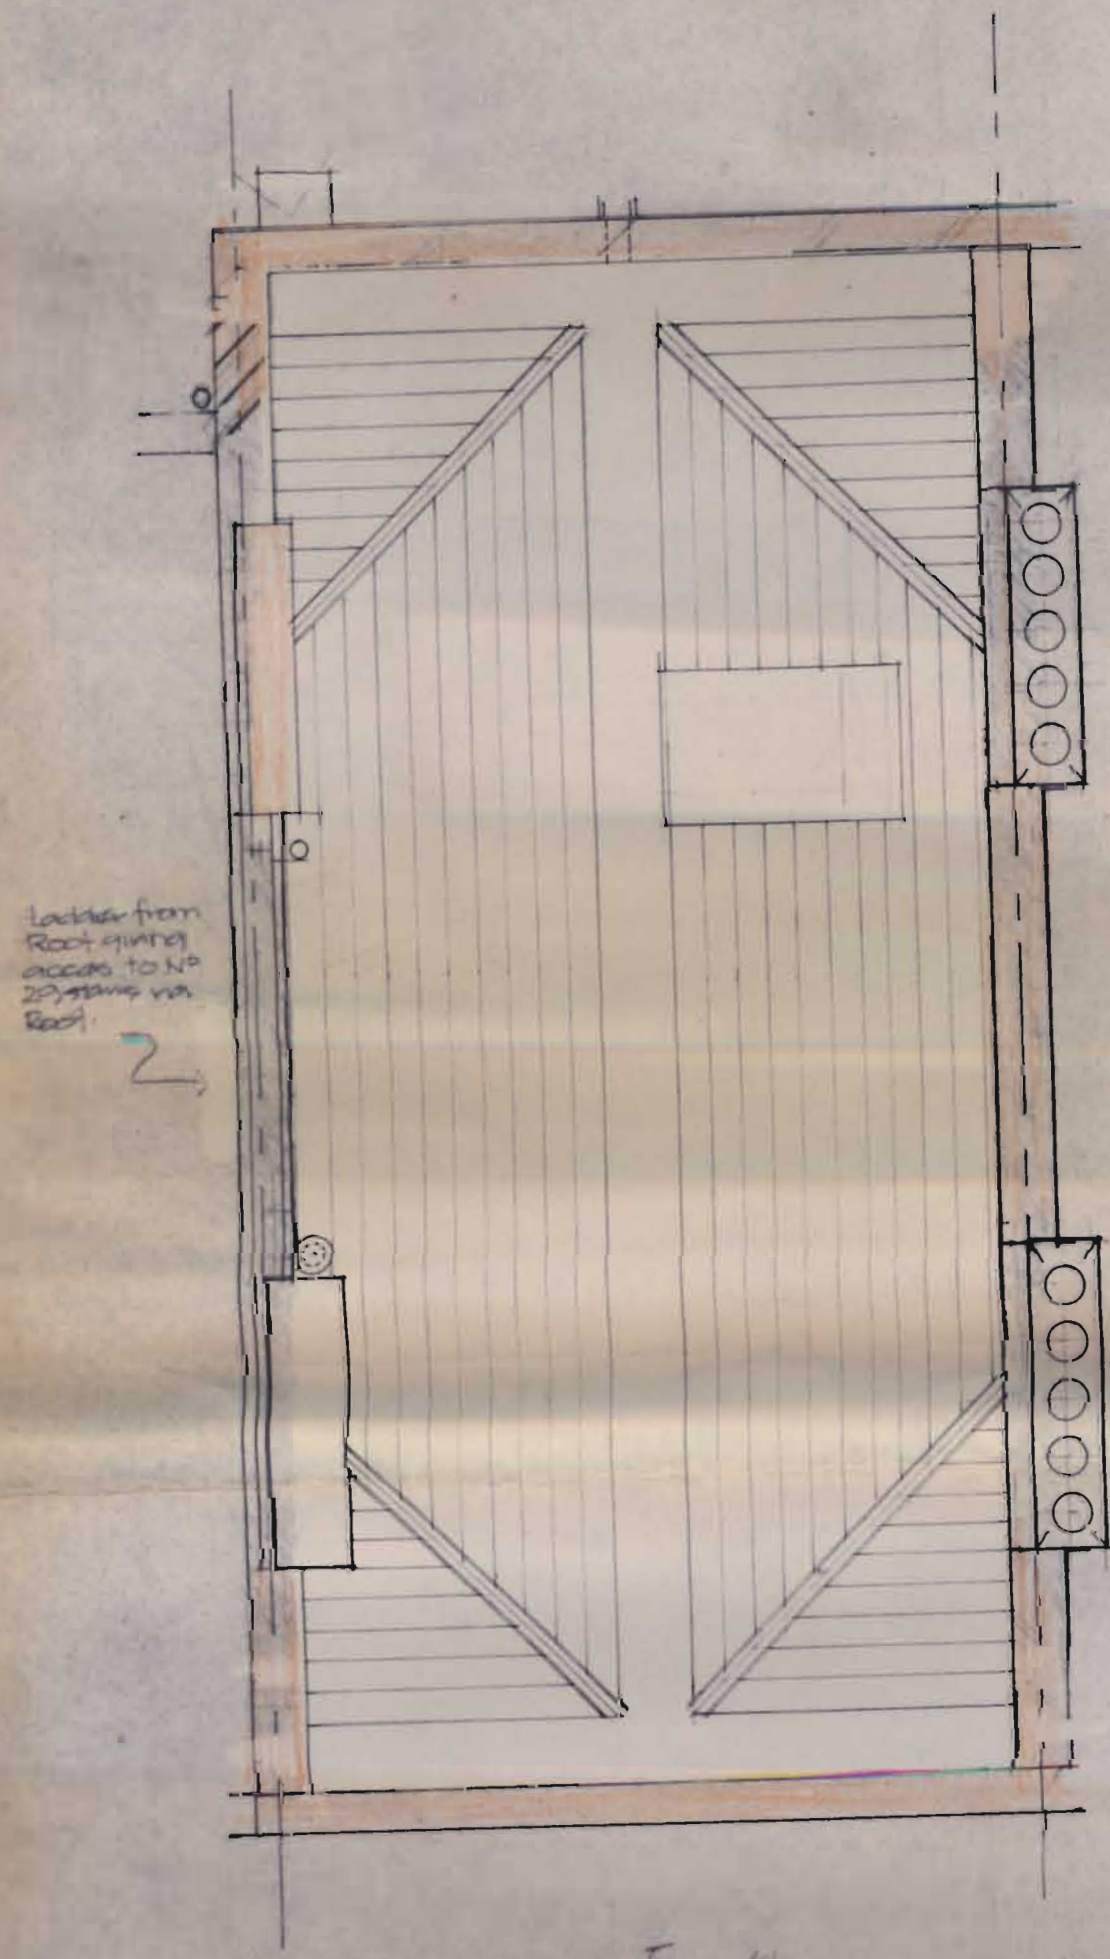 Ladder from
Roof giving
access to Nº
29 via
Roof.